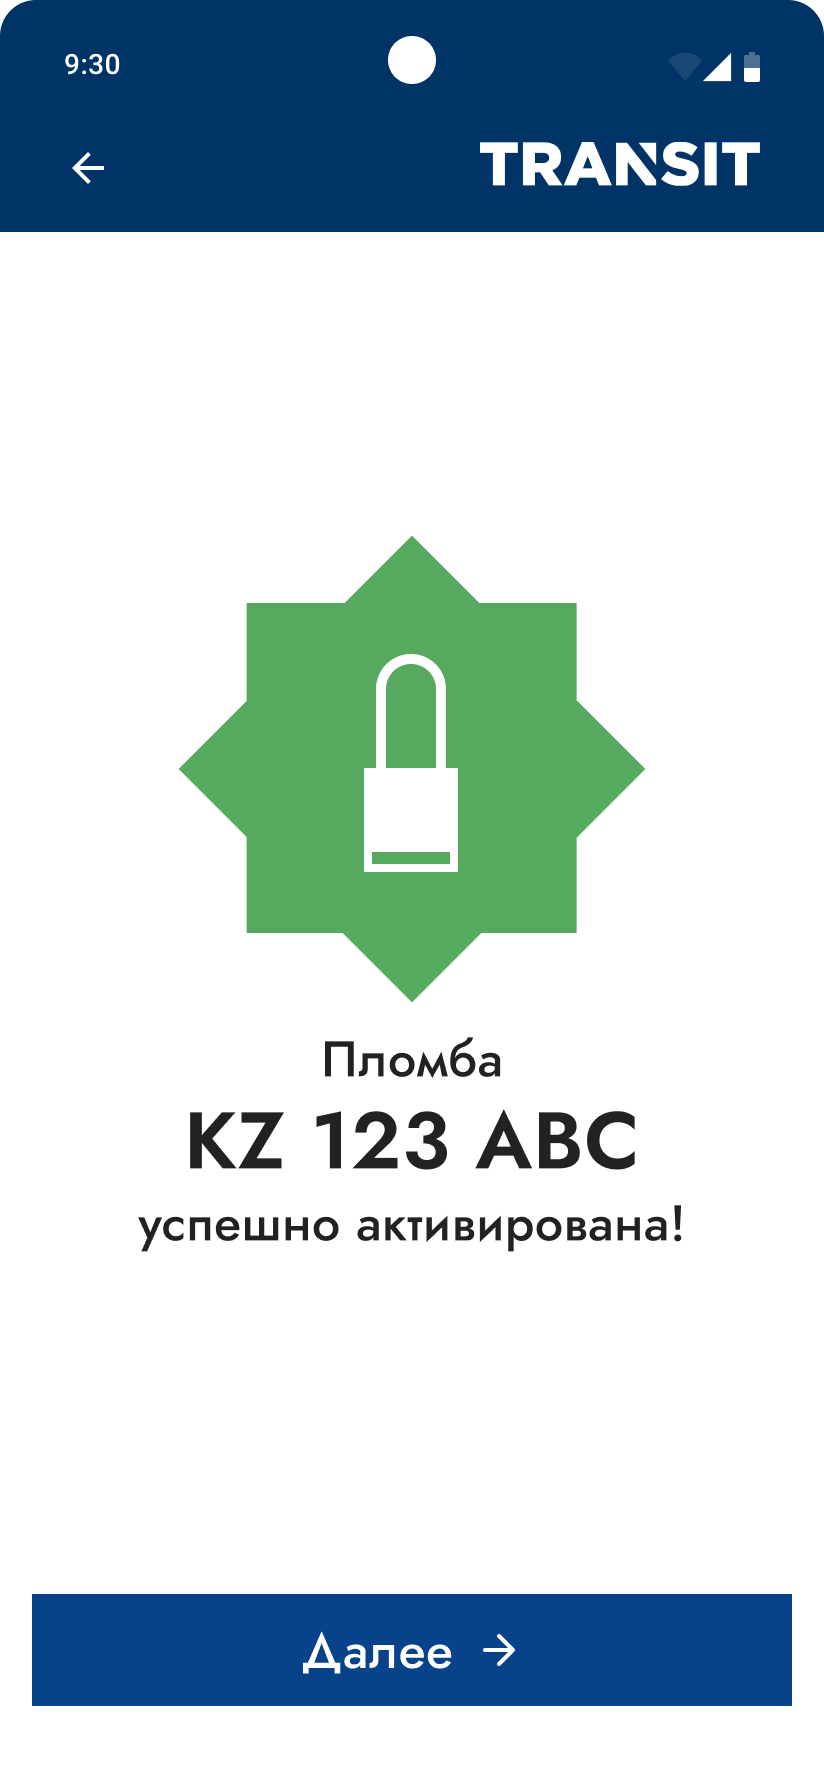 9:30
TRANSIT
Пломба
KZ 123 ABC
успешно активирована!
Далее